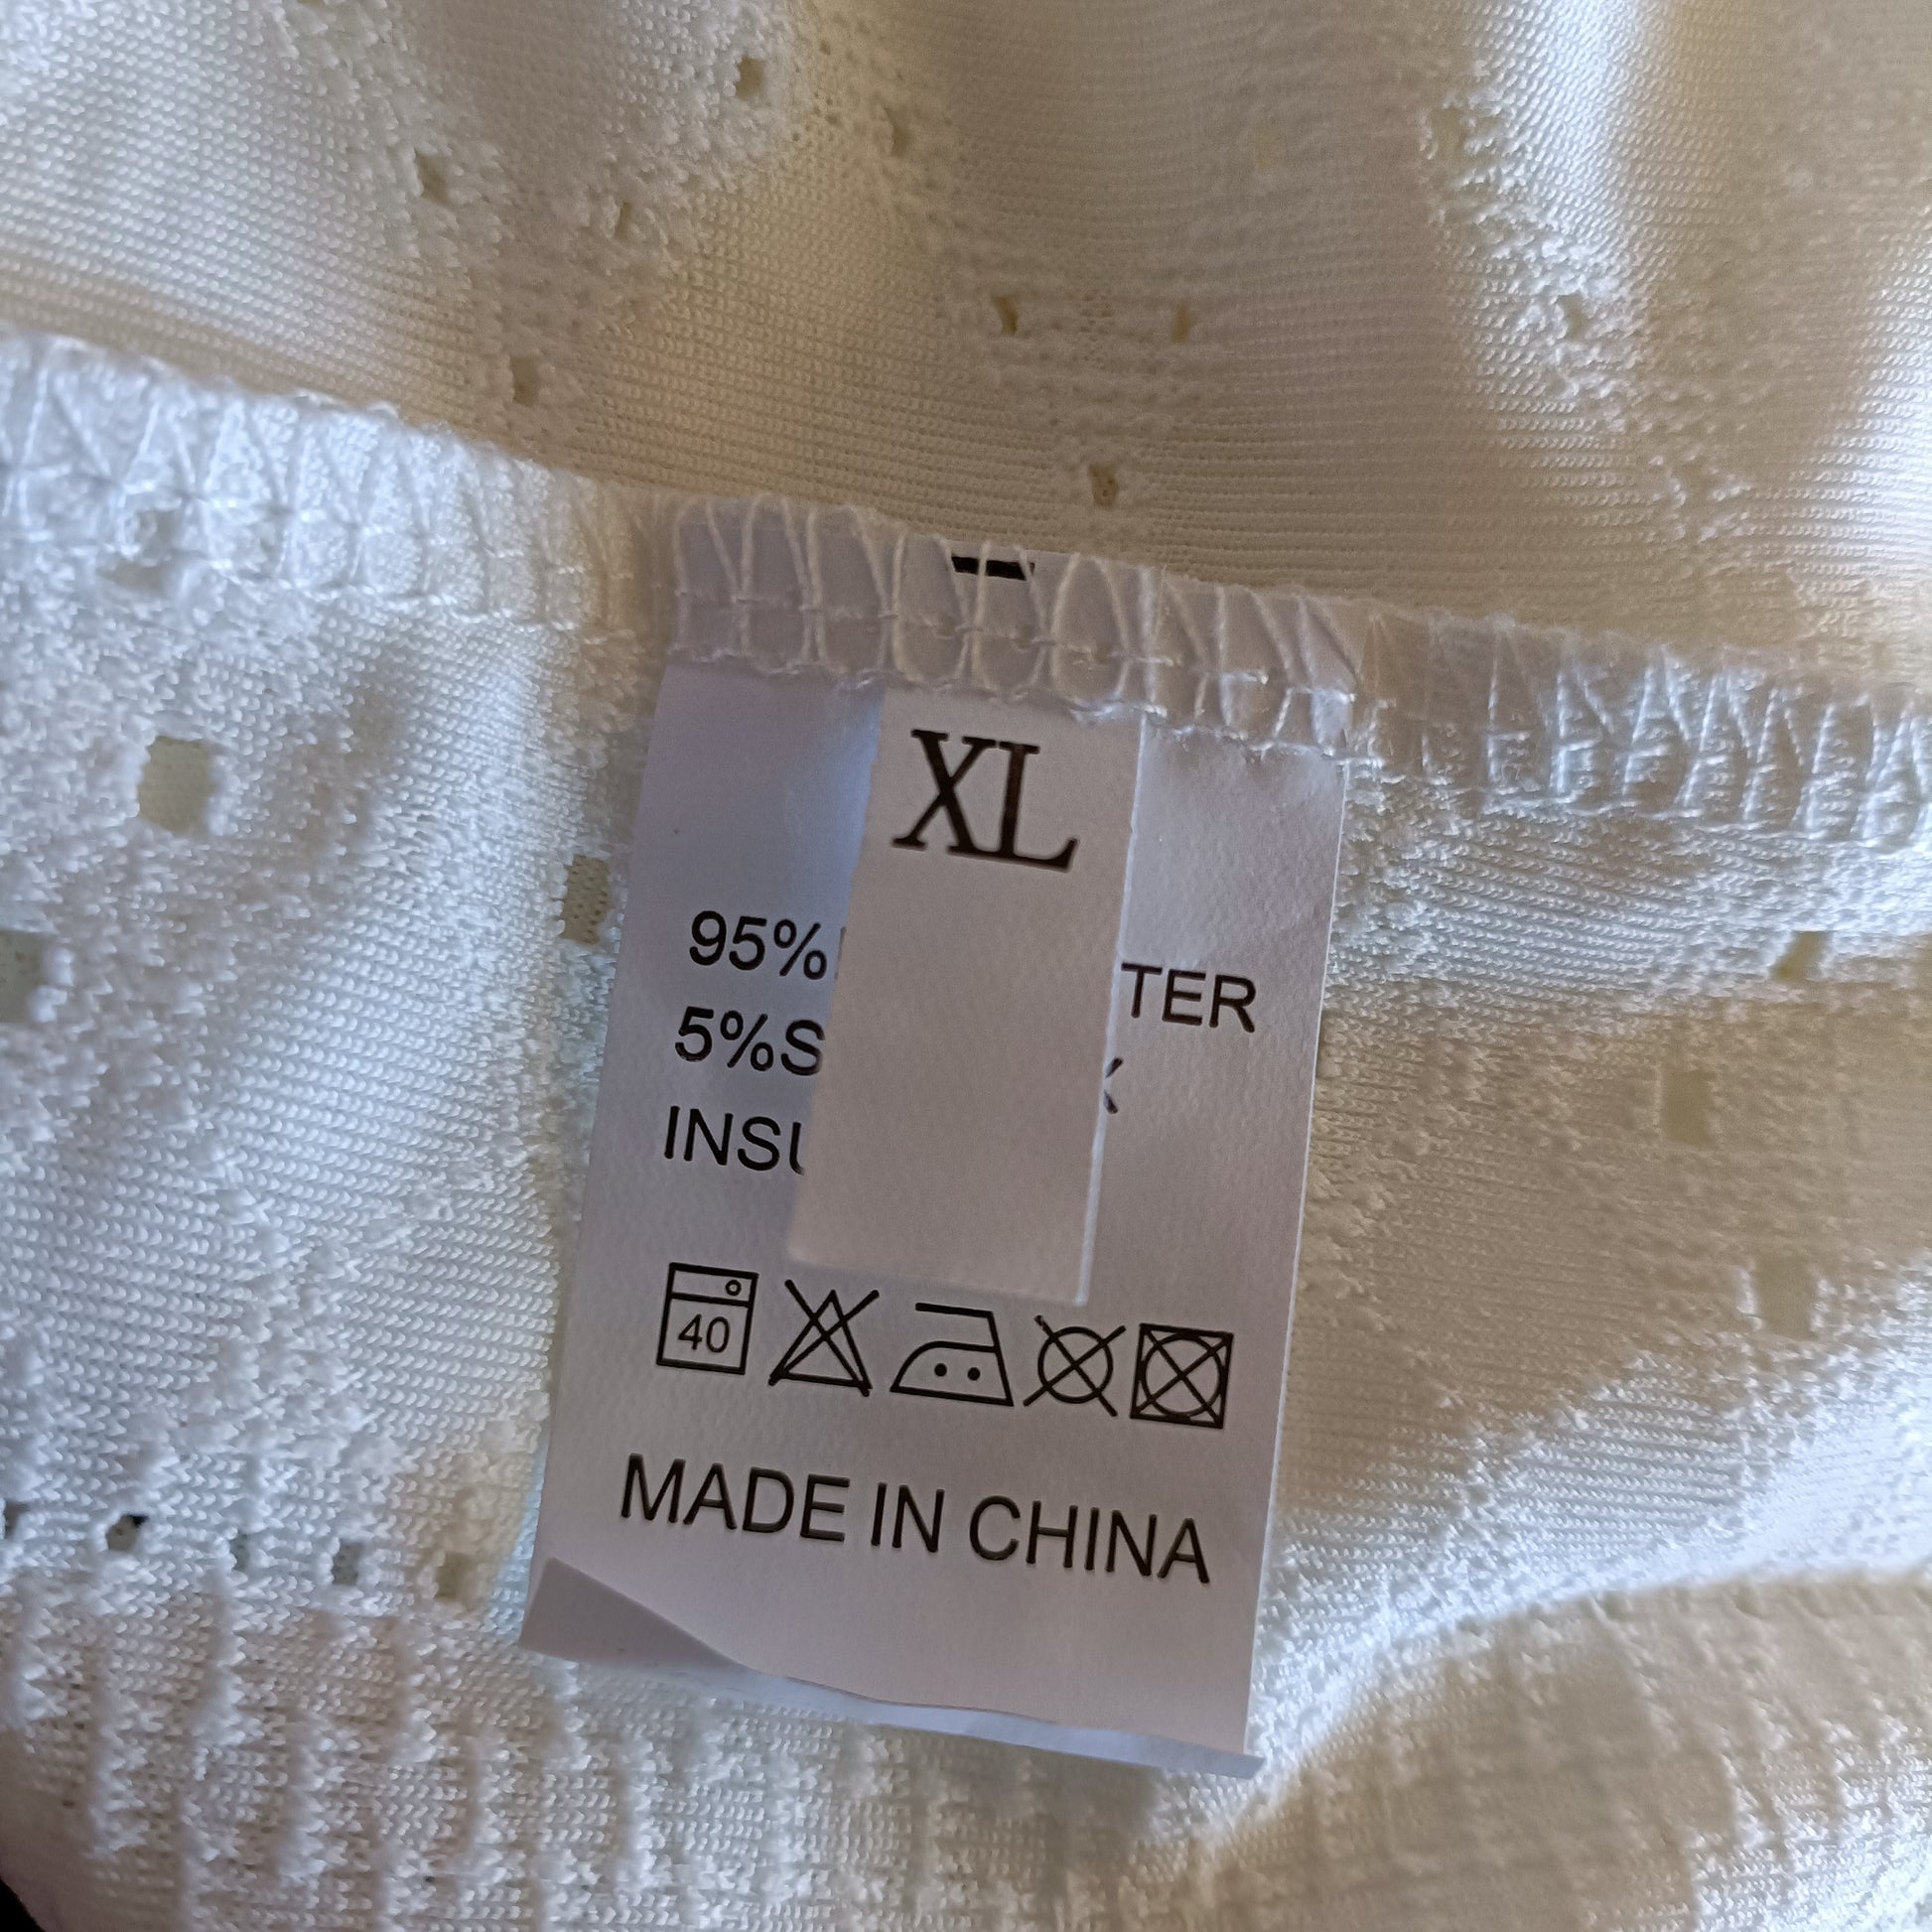 XL
95%
TER
5%S
INSU
40
MADE IN CHINA